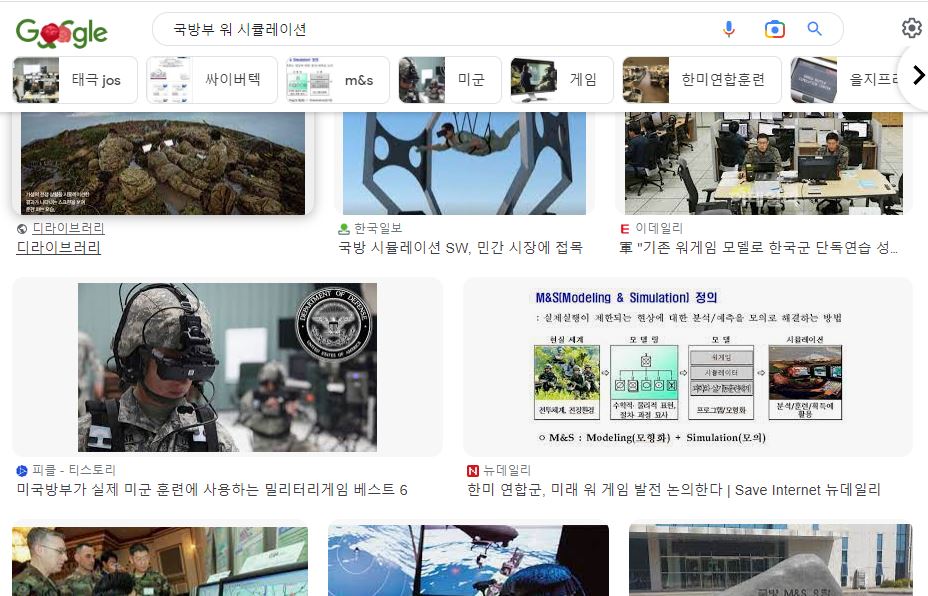 Google
국방부 워 시큘레이션
태극 jos
싸이버텍
m&s
미군
게임
한미연합훈련
을지프리
디라이브러리
디라이브러리
한국일보
국방 시뮬레이션 SW, 민간 시장에 접목
E 이데일리
軍 "기존 워게임 모델로 한국군 단독연습 성...
DEPARTMENT OF DEFENSE
M&S(Modeling & Simulation) 정의
: 실제실행이 제한되는 현상에 대한 분석/예측을 모의로 해결하는 방법
현실 세계
모 델 링
모 델
시뮬레이션
워게임
시뮬레이터
전투세계, 전장환경
수학적· 물리적 표현,
절차· 과정 묘사
프로그램/모형화
분석/훈련/획득에
활용
ㅇ M&S : Modeling(모형화) + Simulation(모의)
피클 - 티스토리
미국방부가 실제 미군 훈련에 사용하는 밀리터리게임 베스트 6
N 뉴데일리
한미 연합군, 미래 워 게임 발전 논의한다 | Save Internet 뉴데일리